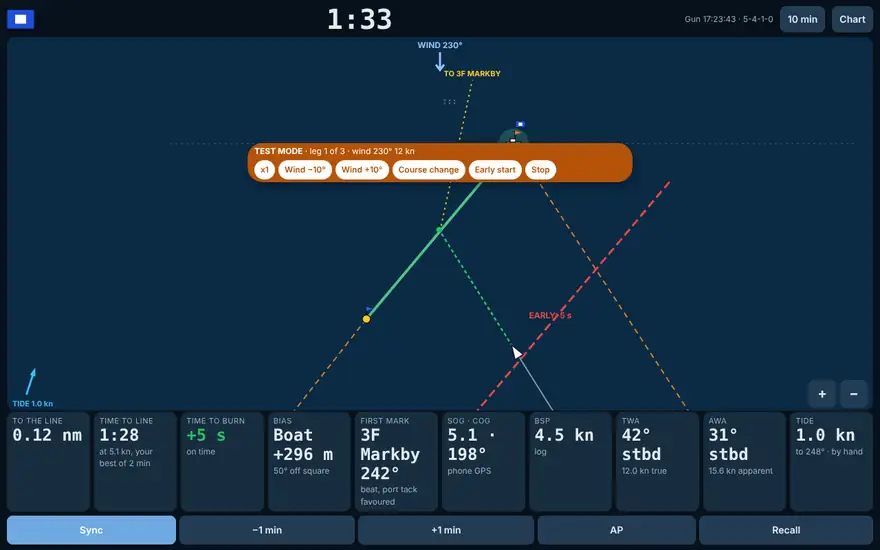 1:33
Gun 17:23:43 · 5-4-1-0
10 min
Chart
WIND 230°
TO 3F MARKBY
TEST MODE · leg 1 of 3 · wind 230° 12 kn
x1
Wind −10°
Wind +10°
Course change
Early start
Stop
EARLY +5 s
TIDE 1.0 kn
+
−
TO THE LINE
0.12 nm
TIME TO LINE
1:28
at 5.1 kn, your
best of 2 min
TIME TO BURN
+5 s
on time
BIAS
Boat
+296 m
50° off square
FIRST MARK
3F
Markby
242°
beat, port tack
favoured
SOG · COG
5.1 ·
198°
phone GPS
BSP
4.5 kn
log
TWA
42°
stbd
12.0 kn true
AWA
31°
stbd
15.6 kn apparent
TIDE
1.0 kn
to 248° · by hand
Sync
−1 min
+1 min
AP
Recall